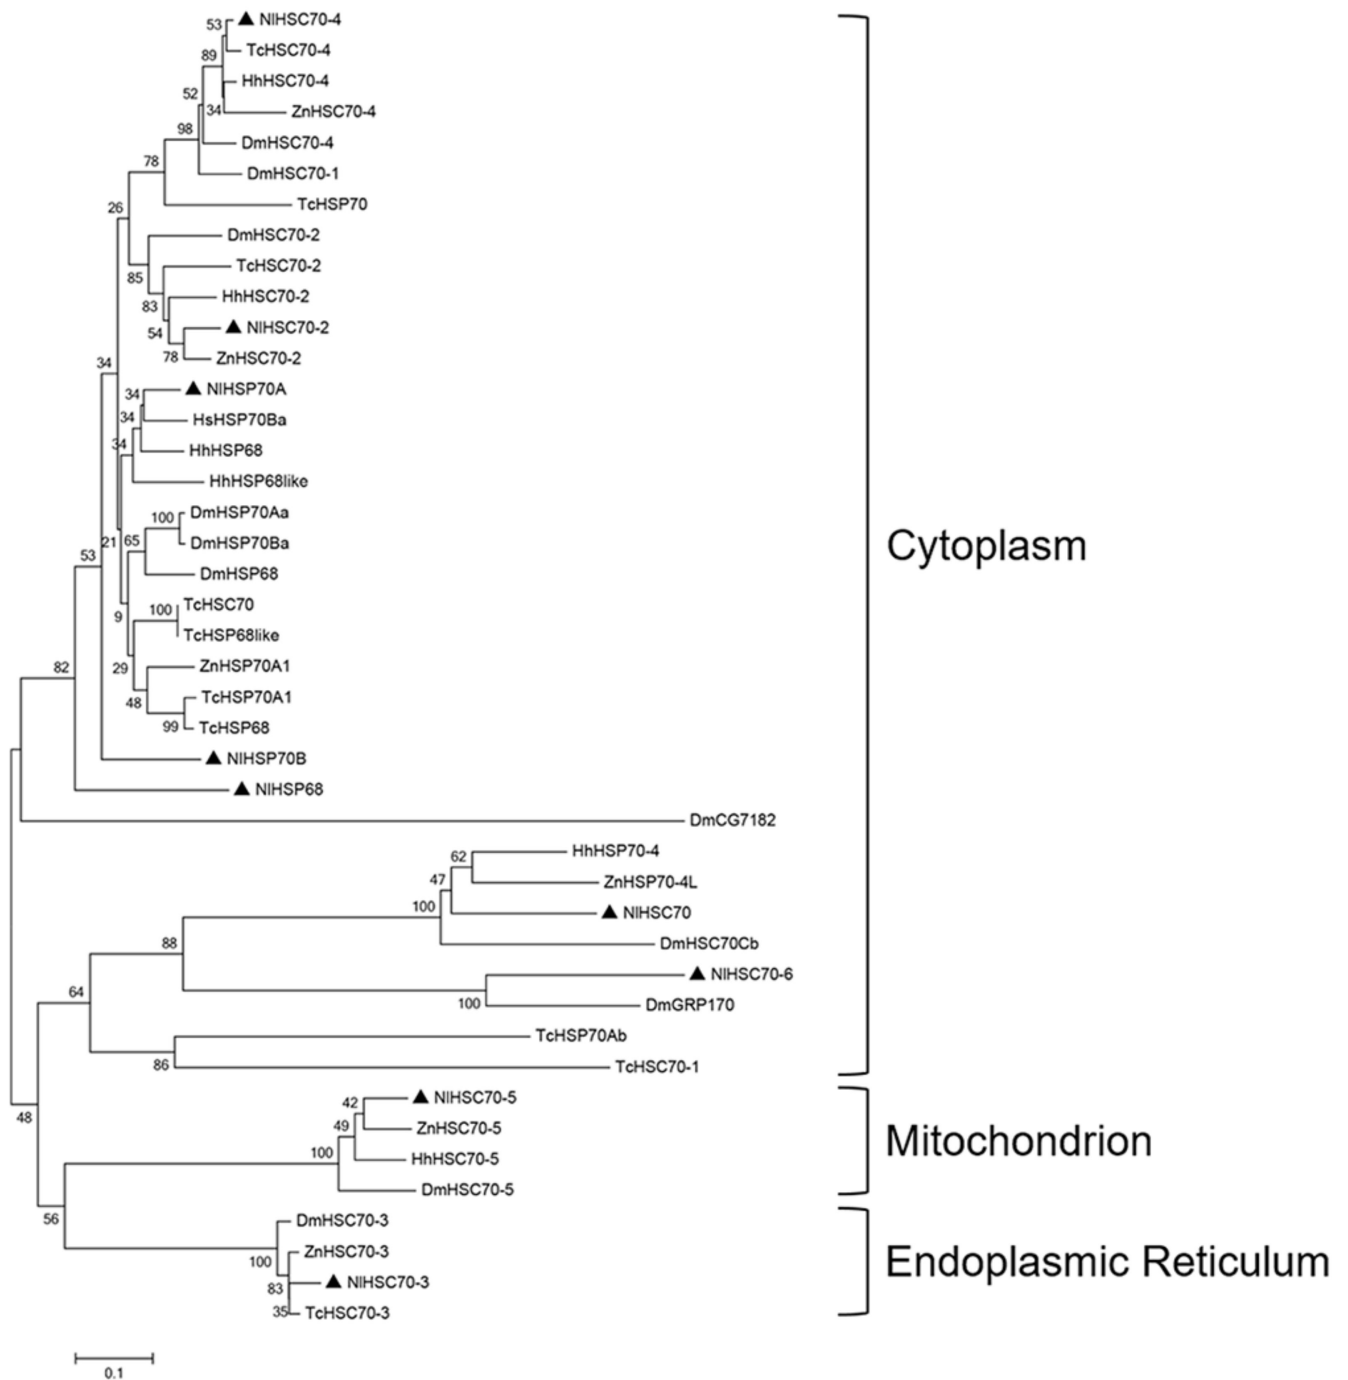 53
▲ NlHSC70-4
TcHSC70-4
89
HhHSC70-4
52
34
ZnHSC70-4
98
DmHSC70-4
78
DmHSC70-1
26
TcHSP70
DmHSC70-2
85
TcHSC70-2
83
HhHSC70-2
54
▲ NlHSC70-2
78
ZnHSC70-2
34
34
▲ NlHSP70A
34
HsHSP70Ba
34
HhHSP68
HhHSP68like
100
DmHSP70Aa
53
21
65
DmHSP70Ba
DmHSP68
9
100
TcHSC70
TcHSP68like
82
29
ZnHSP70A1
48
TcHSP70A1
99
TcHSP68
▲ NlHSP70B
▲ NlHSP68
DmCG7182
62
HhHSP70-4
47
ZnHSP70-4L
100
▲ NlHSC70
88
DmHSC70Cb
64
▲ NlHSC70-6
100
DmGRP170
TcHSP70Ab
86
TcHSC70-1
Cytoplasm
48
42
▲ NlHSC70-5
49
ZnHSC70-5
100
HhHSC70-5
DmHSC70-5
Mitochondrion
56
DmHSC70-3
100
ZnHSC70-3
83
▲ NlHSC70-3
35
TcHSC70-3
Endoplasmic Reticulum
0.1